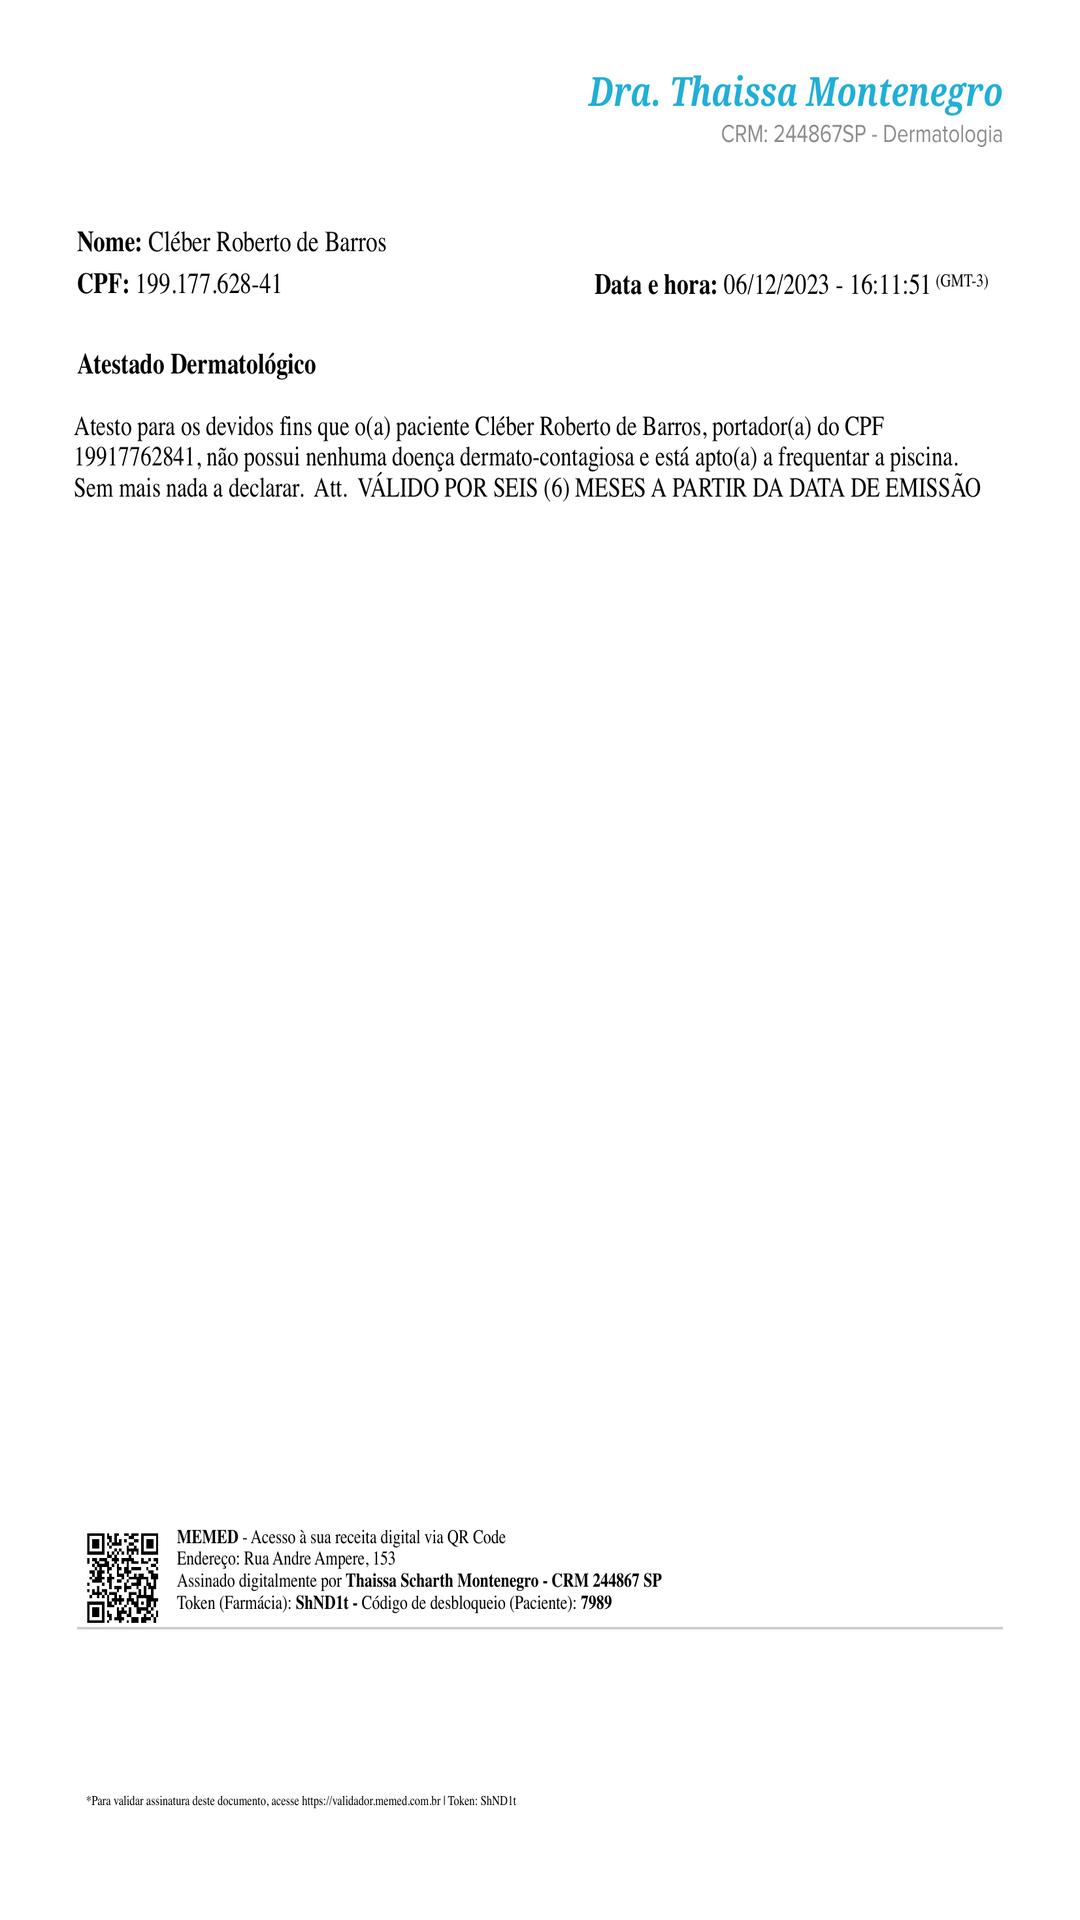 Dra. Thaissa Montenegro
CRM: 244867SP - Dermatologia
Nome: Cléber Roberto de Barros
CPF: 199.177.628-41
Data e hora: 06/12/2023 - 16:11:51 (GMT-3)
Atestado Dermatológico
Atesto para os devidos fins que o(a) paciente Cléber Roberto de Barros, portador(a) do CPF
19917762841, não possui nenhuma doença dermato-contagiosa e está apto(a) a frequentar a piscina.
Sem mais nada a declarar. Att. VÁLIDO POR SEIS (6) MESES A PARTIR DA DATA DE EMISSÃO
MEMED - Acesso à sua receita digital via QR Code
Endereço: Rua Andre Ampere, 153
Assinado digitalmente por Thaissa Scharth Montenegro - CRM 244867 SP
Token (Farmácia): ShND1t - Código de desbloqueio (Paciente): 7989
*Para validar assinatura deste documento, acesse https://validador.memed.com.br | Token: ShND1t